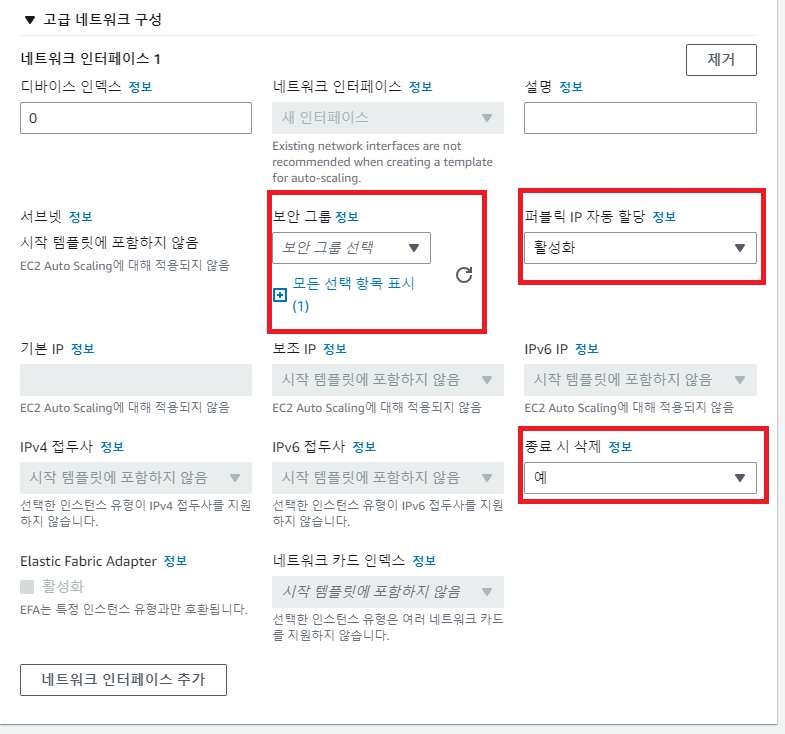 ▼ 고급 네트워크 구성
네트워크 인터페이스 1
제거
디바이스 인덱스 정보
0
네트워크 인터페이스 정보
새 인터페이스
Existing network interfaces are not
recommended when creating a template
for auto-scaling.
설명 정보
서브넷 정보
시작 템플릿에 포함하지 않음
EC2 Auto Scaling에 대해 적용되지 않음
보안 그룹 정보
보안 그룹 선택
모든 선택 항목 표시
(1)
퍼블릭 IP 자동 할당 정보
활성화
기본 IP 정보
EC2 Auto Scaling에 대해 적용되지 않음
보조 IP 정보
시작 템플릿에 포함하지 않음
EC2 Auto Scaling에 대해 적용되지 않음
IPv6 IP 정보
시작 템플릿에 포함하지 않음
EC2 Auto Scaling에 대해 적용되지 않음
IPv4 접두사 정보
시작 템플릿에 포함하지 않음
선택한 인스턴스 유형이 IPv4 접두사를 지원
하지 않습니다.
IPv6 접두사 정보
시작 템플릿에 포함하지 않음
선택한 인스턴스 유형이 IPv6 접두사를 지원
하지 않습니다.
종료 시 삭제 정보
예
Elastic Fabric Adapter 정보
활성화
EFA는 특정 인스턴스 유형과만 호환됩니다.
네트워크 카드 인덱스 정보
시작 템플릿에 포함하지 않음
선택한 인스턴스 유형은 여러 네트워크 카드
를 지원하지 않습니다.
네트워크 인터페이스 추가